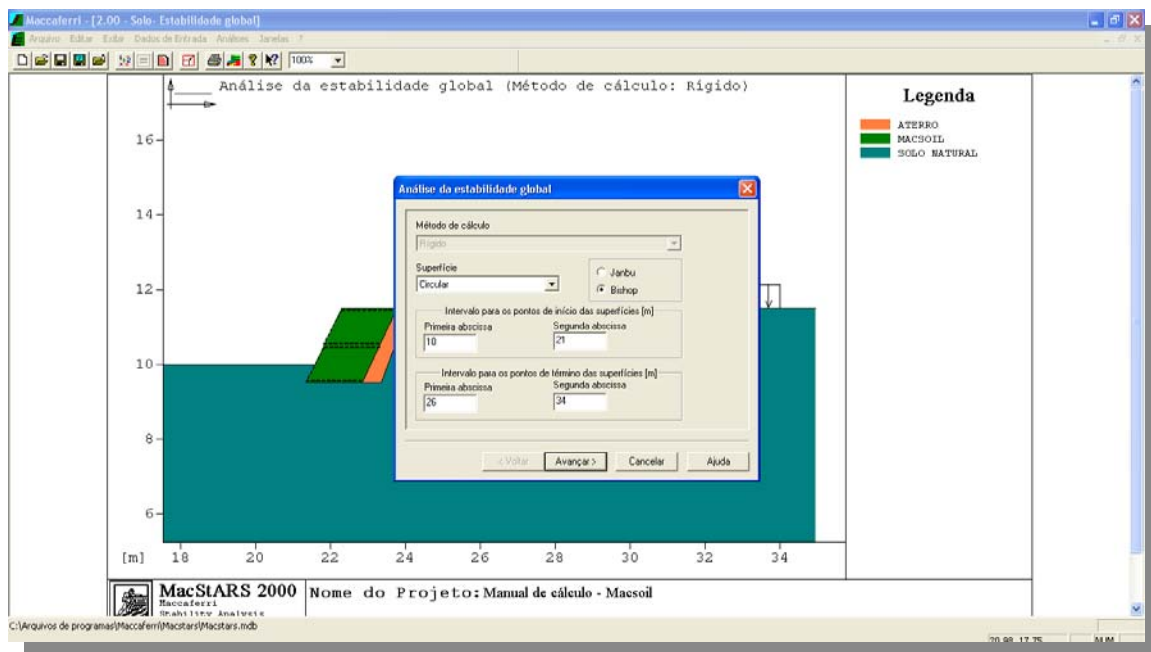 Maccaferri - [2.00 - Solo- Estabilidade global]
Arquivo Editar Exibir Dados de Entrada Análises Janelas ?
100%
Análise da estabilidade global (Método de cálculo: Rígido)
Legenda
ATERRO
MACSOIL
SOLO NATURAL
16
14
12
10
8
6
[m] 18 20 22 24 26 28 30 32 34
Análise da estabilidade global
Método de cálculo
Rígido
Superfície
Circular
Janbu
Bishop
Intervalo para os pontos de início das superfícies [m]
Primeira abscissa Segunda abscissa
10 21
Intervalo para os pontos de término das superfícies [m]
Primeira abscissa Segunda abscissa
26 34
< Voltar Avançar > Cancelar Ajuda
MacStARS 2000 Nome do Projeto: Manual de cálculo - Macsoil
Maccaferri
Stability Analysis
C:\Arquivos de programas\Maccaferri\Macstars\Macstars.mdb
20.98, 17.75 NUM